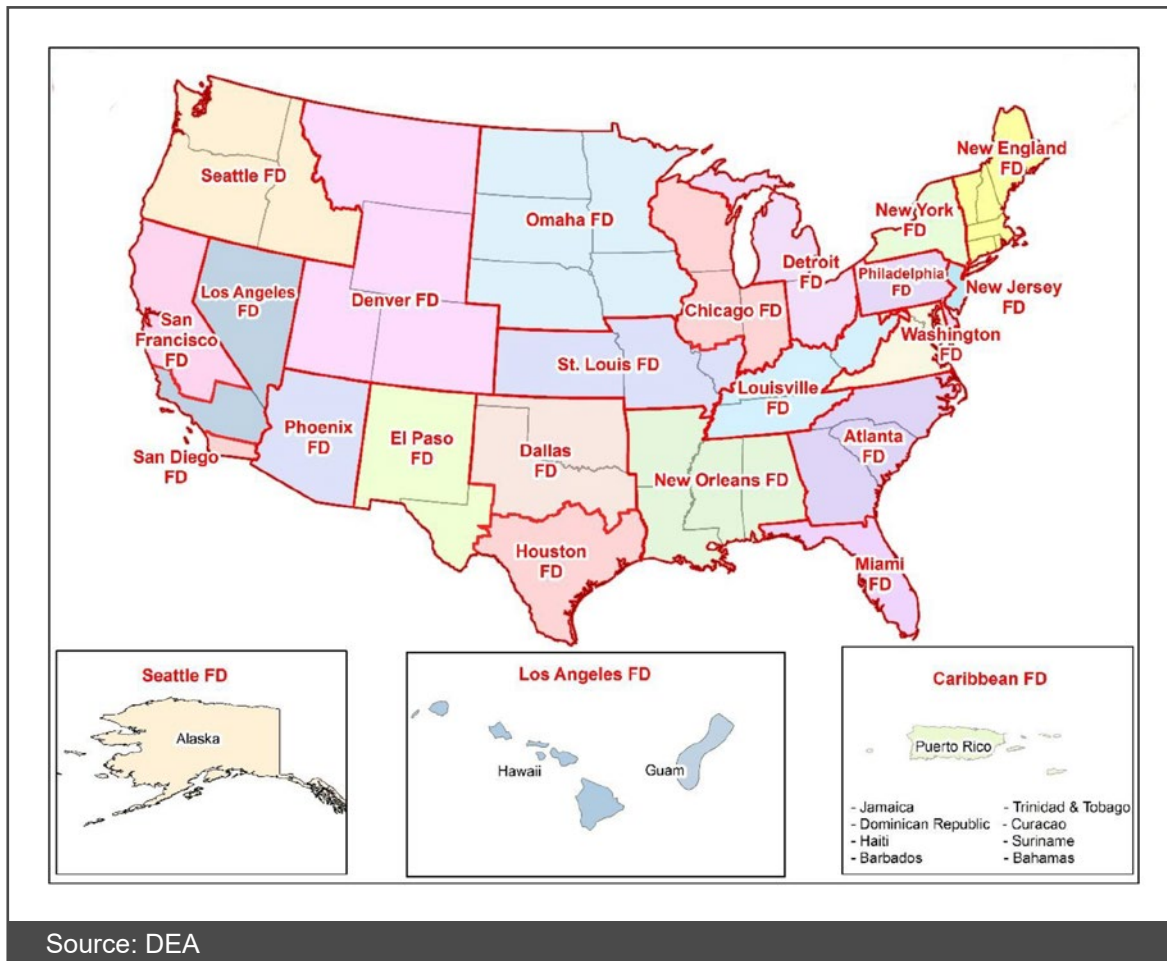 New England
FD
Seattle FD
Omaha FD
New York
FD
Detroit
FD
Philadelphia
FD
New Jersey
FD
Los Angeles
FD
Denver FD
Chicago FD
San
Francisco
FD
Washington
FD
St. Louis FD
Louisville
FD
Phoenix
FD
El Paso
FD
Dallas
FD
Atlanta
FD
San Diego
FD
New Orleans FD
Houston
FD
Miami
FD
Seattle FD
Alaska
Los Angeles FD
Hawaii
Guam
Caribbean FD
Puerto Rico
- Jamaica
- Dominican Republic
- Haiti
- Barbados
- Trinidad & Tobago
- Curacao
- Suriname
- Bahamas
Source: DEA